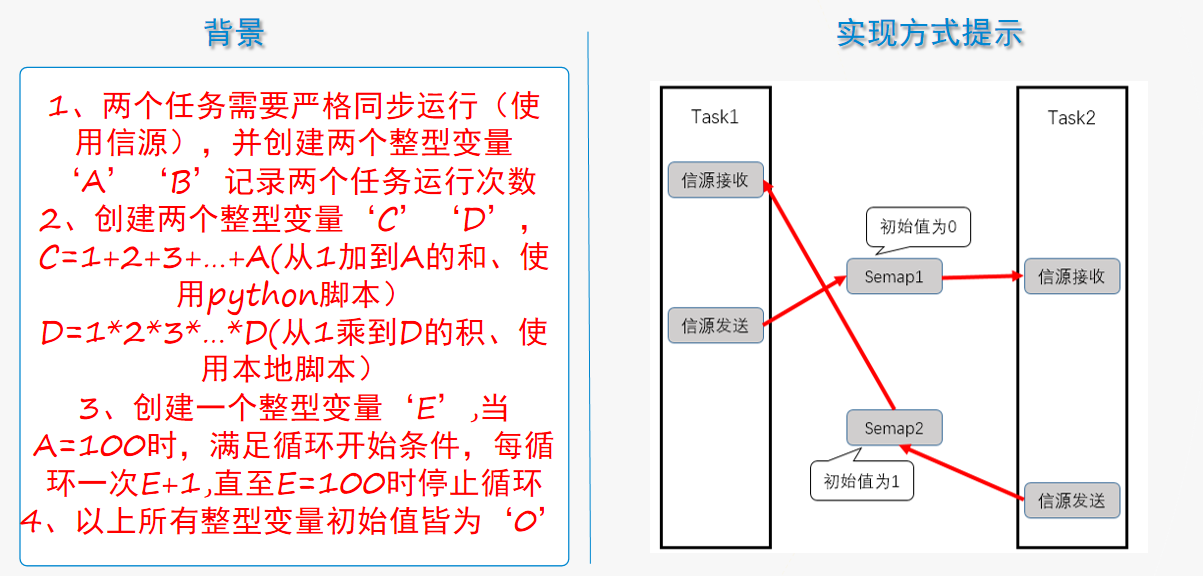 背景
1、两个任务需要严格同步运行（使
用信源），并创建两个整型变量
‘A’ ‘B’记录两个任务运行次数
2、创建两个整型变量‘C’ ‘D’，
C=1+2+3+...+A(从1加到A的和、使
用python脚本）
D=1*2*3*...*D(从1乘到D的积、使
用本地脚本）
3、创建一个整型变量‘E’,当
A=100时，满足循环开始条件，每循
环一次E+1,直至E=100时停止循环
4、以上所有整型变量初始值皆为‘0’
实现方式提示
Task1
Task2
信源接收
初始值为0
Semap1
信源接收
信源发送
Semap2
初始值为1
信源发送